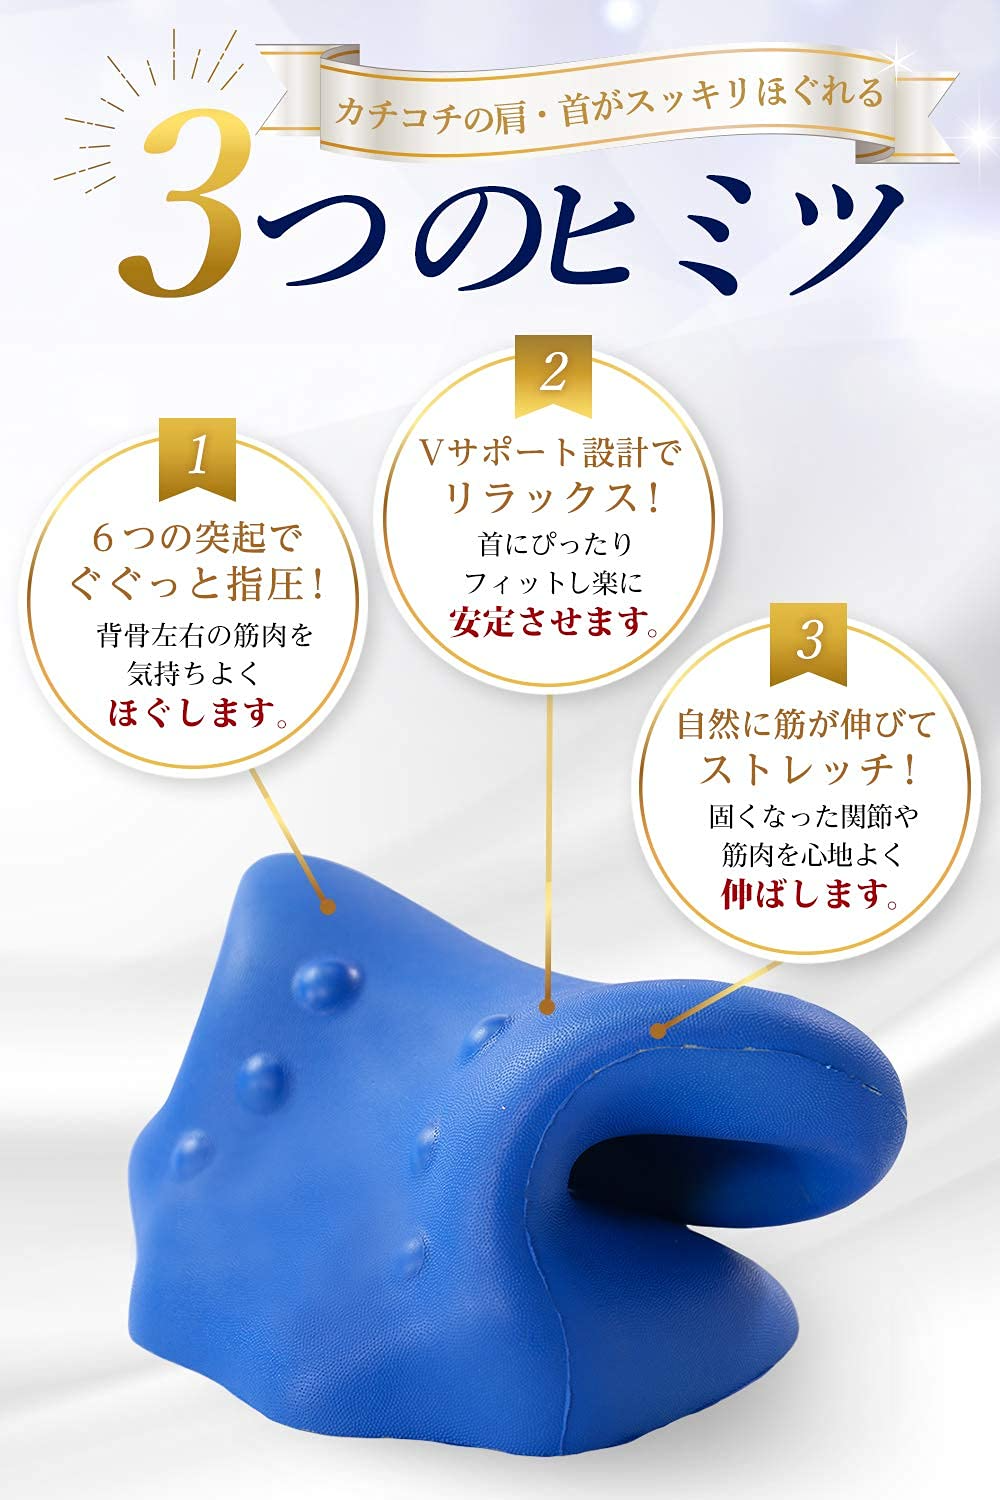 カチコチの肩・首がスッキリほぐれる
3つのヒミツ
1
6つの突起で
ぐぐっと指圧!
背骨左右の筋肉を
気持ちよく
ほぐします。
2
Vサポート設計で
リラックス!
首にぴったり
フィットし楽に
安定させます。
3
自然に筋が伸びて
ストレッチ!
固くなった関節や
筋肉を心地よく
伸ばします。